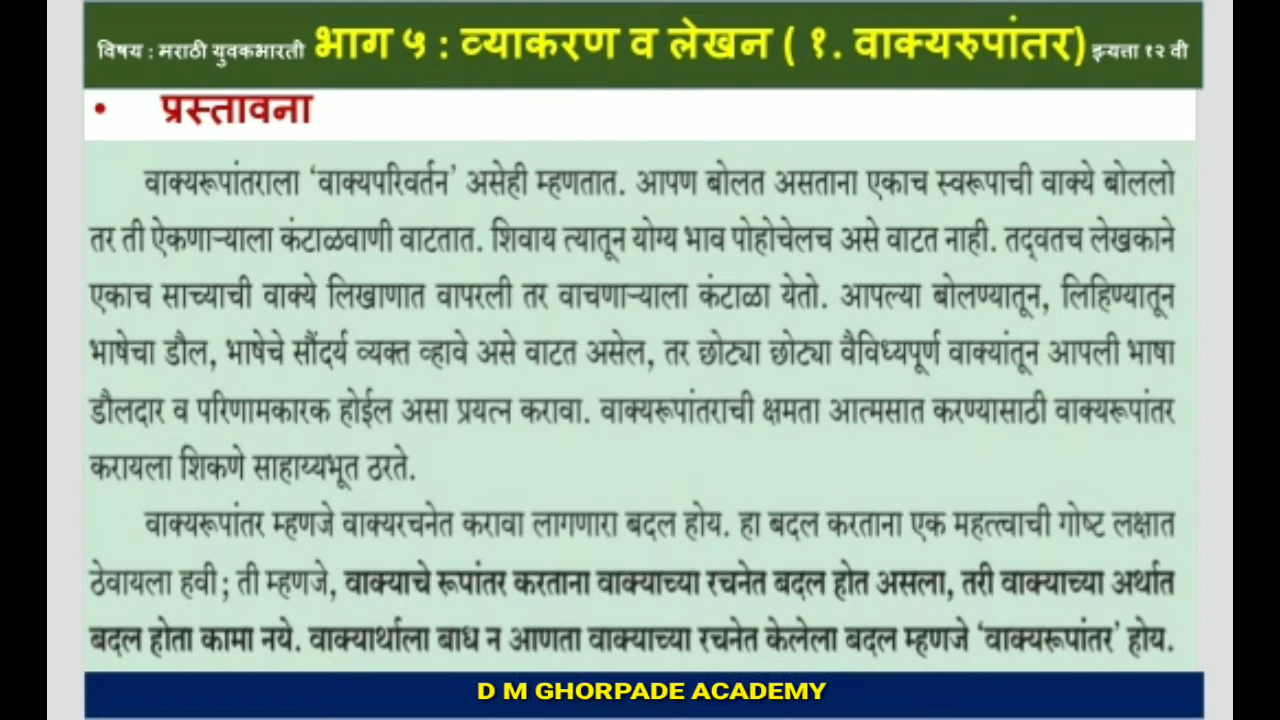 विषय : मराठी युवकभारती भाग ५ : व्याकरण व लेखन ( १. वाक्यरुपांतर) इयत्ता १२ वी
• प्रस्तावना
वाक्यरूपांतराला ‘वाक्यपरिवर्तन’ असेही म्हणतात. आपण बोलत असताना एकाच स्वरूपाची वाक्ये बोललो
तर ती ऐकणाऱ्याला कंटाळवाणी वाटतात. शिवाय त्यातून योग्य भाव पोहोचेलच असे वाटत नाही. तद्वतच लेखकाने
एकाच साच्याची वाक्ये लिखाणात वापरली तर वाचणाऱ्याला कंटाळा येतो. आपल्या बोलण्यातून, लिहिण्यातून
भाषेचा डौल, भाषेचे सौंदर्य व्यक्त व्हावे असे वाटत असेल, तर छोट्या छोट्या वैविध्यपूर्ण वाक्यांतून आपली भाषा
डौलदार व परिणामकारक होईल असा प्रयत्न करावा. वाक्यरूपांतराची क्षमता आत्मसात करण्यासाठी वाक्यरूपांतर
करायला शिकणे साहाय्यभूत ठरते.
वाक्यरूपांतर म्हणजे वाक्यरचनेत करावा लागणारा बदल होय. हा बदल करताना एक महत्त्वाची गोष्ट लक्षात
ठेवायला हवी; ती म्हणजे, वाक्याचे रूपांतर करताना वाक्याच्या रचनेत बदल होत असला, तरी वाक्याच्या अर्थात
बदल होता कामा नये. वाक्यार्थाला बाध न आणता वाक्याच्या रचनेत केलेला बदल म्हणजे ‘वाक्यरूपांतर’ होय.
D M GHORPADE ACADEMY